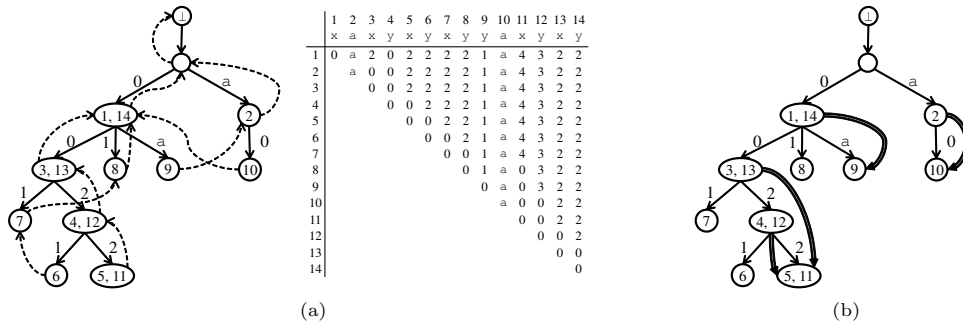 ⊥
0 a
1, 14 2
0 1 a 0
3, 13 8 9 10
1 2
7 4, 12
1 2
6 5, 11
1 2 3 4 5 6 7 8 9 10 11 12 13 14
x a x y x y x y y a x y x y
1 0 a 2 0 2 2 2 2 1 a 4 3 2 2
2 a 0 0 2 2 2 2 1 a 4 3 2 2
3 0 0 2 2 2 2 1 a 4 3 2 2
4 0 0 2 2 2 1 a 4 3 2 2
5 0 0 2 2 1 a 4 3 2 2
6 0 0 2 1 a 4 3 2 2
7 0 0 1 a 4 3 2 2
8 0 1 a 4 3 2 2
9 0 a 0 3 2 2
10 a 0 0 2 2
11 0 0 2 2
12 0 0 2
13 0 0
14 0
(a)
⊥
0 a
1, 14 2
0 1 a 0
3, 13 8 9 10
1 2
7 4, 12
1 2
6 5, 11
(b)